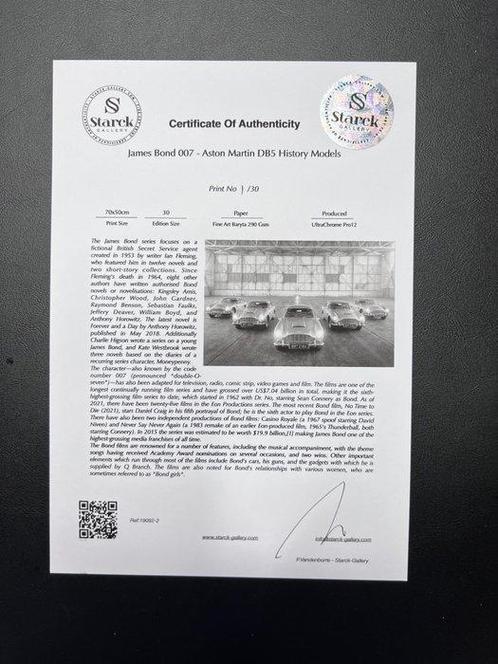 STARCK-GALLERY.COM
S
Starck
GALLERY
Certificate Of Authenticity
S
Starck
GALLERY
James Bond 007 - Aston Martin DB5 History Models
Print No 1 /30
70x50cm
Print Size
30
Edition Size
Paper
Fine Art Baryta 290 Gsm
Produced
UltraChrome Pro12
The James Bond series focuses on a
fictional British Secret Service agent
created in 1953 by writer Ian Fleming,
who featured him in twelve novels and
two short-story collections. Since
Fleming's death in 1964, eight other
authors have written authorised Bond
novels or novelisations: Kingsley Amis,
Christopher Wood, John Gardner,
Raymond Benson, Sebastian Faulks,
Jeffery Deaver, William Boyd, and
Anthony Horowitz. The latest novel is
Forever and a Day by Anthony Horowitz,
published in May 2018. Additionally
Charlie Higson wrote a series on a young
James Bond, and Kate Westbrook wrote
three novels based on the diaries of a
recurring series character, Moneypenny.
The character—also known by the code
number 007 (pronounced "double-O-
seven")—has also been adapted for television, radio, comic strip, video games and film. The films are one of the
longest continually running film series and have grossed over US$7.04 billion in total, making it the sixth-
highest-grossing film series to date, which started in 1962 with Dr. No, starring Sean Connery as Bond. As of
2021, there have been twenty-five films in the Eon Productions series. The most recent Bond film, No Time to
Die (2021), stars Daniel Craig in his fifth portrayal of Bond; he is the sixth actor to play Bond in the Eon series.
There have also been two independent productions of Bond films: Casino Royale (a 1967 spoof starring David
Niven) and Never Say Never Again (a 1983 remake of an earlier Eon-produced film, 1965's Thunderball, both
starring Connery). In 2015 the series was estimated to be worth $19.9 billion,[1] making James Bond one of the
highest-grossing media franchises of all time.
The Bond films are renowned for a number of features, including the musical accompaniment, with the theme
songs having received Academy Award nominations on several occasions, and two wins. Other important
elements which run through most of the films include Bond's cars, his guns, and the gadgets with which he is
supplied by Q Branch. The films are also noted for Bond's relationships with various women, who are
sometimes referred to as "Bond girls".
Ref:19092-2
www.starck-gallery.com
info@starck-gallery.com
P.Vandenburre - Starck-Gallery